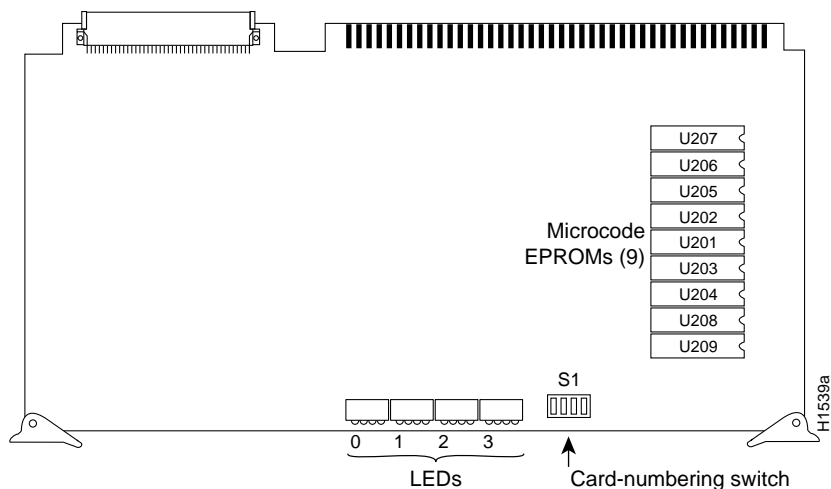 U207
U206
U205
U202
U201
U203
U204
U208
U209
Microcode
EPROMs (9)
S1
0 1 2 3
LEDs
Card-numbering switch
H1539a